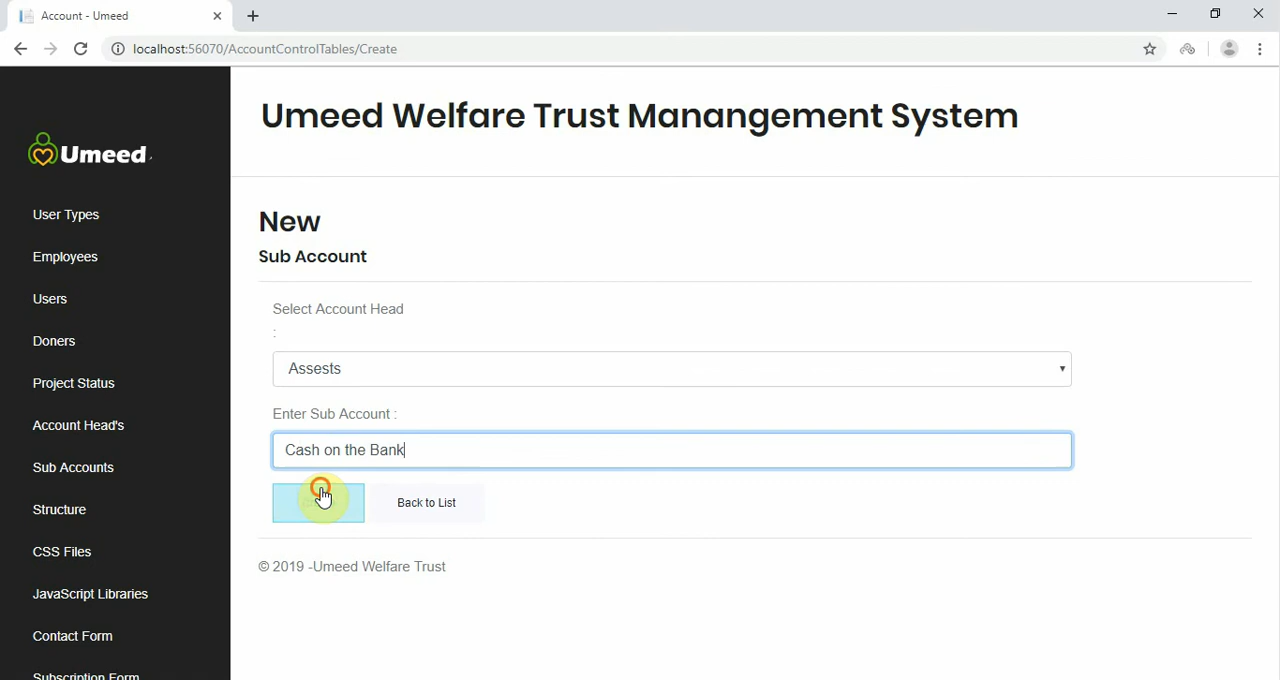 Account - Umeed
localhost:56070/AccountControlTables/Create
Umeed
User Types
Employees
Users
Doners
Project Status
Account Head's
Sub Accounts
Structure
CSS Files
JavaScript Libraries
Contact Form
Subscription Form
Umeed Welfare Trust Manangement System
New
Sub Account
Select Account Head
:
Assests
Enter Sub Account :
Cash on the Bank
Back to List
© 2019 -Umeed Welfare Trust